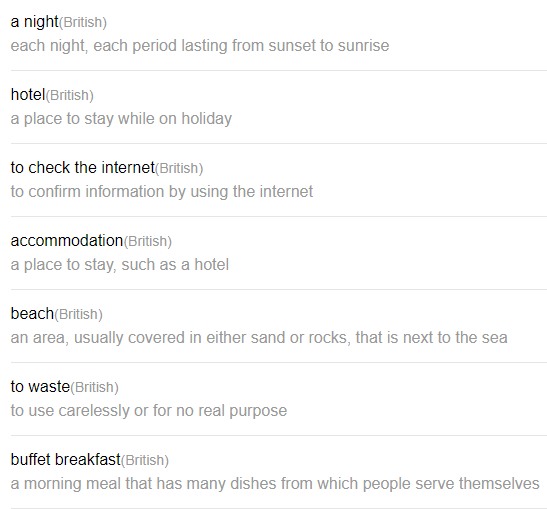 a night(British)
each night, each period lasting from sunset to sunrise
hotel(British)
a place to stay while on holiday
to check the internet(British)
to confirm information by using the internet
accommodation(British)
a place to stay, such as a hotel
beach(British)
an area, usually covered in either sand or rocks, that is next to the sea
to waste(British)
to use carelessly or for no real purpose
buffet breakfast(British)
a morning meal that has many dishes from which people serve themselves